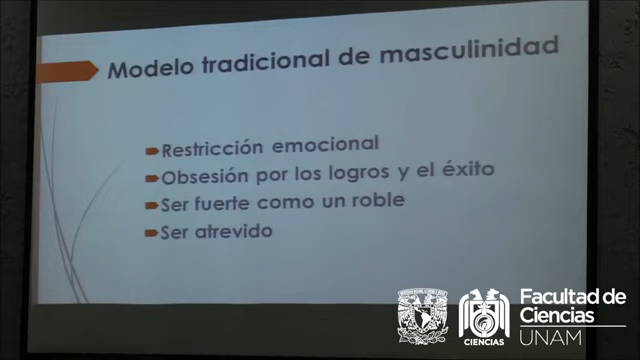 Modelo tradicional de masculinidad
Restricción emocional
Obsesión por los logros y el éxito
Ser fuerte como un roble
Ser atrevido
Facultad de
Ciencias
UNAM
CIENCIAS